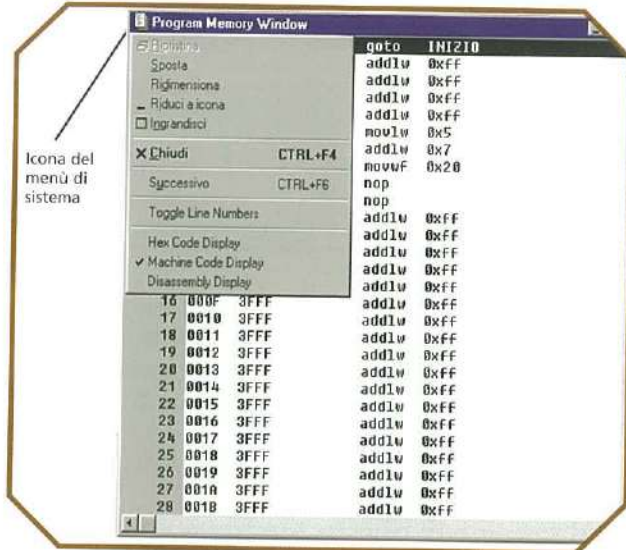 Program Memory Window
Ripristina
Sposta
Ridimensiona
Riduci a icona
Ingrandisci
Chiudi CTRL+F4
Successivo CTRL+F6
Toggle Line Numbers
Hex Code Display
Machine Code Display
Disassembly Display
Icona del
menù di
sistema
goto INIZIO
addlw 0xff
addlw 0xff
addlw 0xff
addlw 0xff
movlw 0x5
addlw 0x7
movwf 0x20
nop
nop
addlw 0xff
addlw 0xff
addlw 0xff
addlw 0xff
addlw 0xff
16 000F 3FFF addlw 0xff
17 0010 3FFF addlw 0xff
18 0011 3FFF addlw 0xff
19 0012 3FFF addlw 0xff
20 0013 3FFF addlw 0xff
21 0014 3FFF addlw 0xff
22 0015 3FFF addlw 0xff
23 0016 3FFF addlw 0xff
24 0017 3FFF addlw 0xff
25 0018 3FFF addlw 0xff
26 0019 3FFF addlw 0xff
27 001A 3FFF addlw 0xff
28 001B 3FFF addlw 0xff